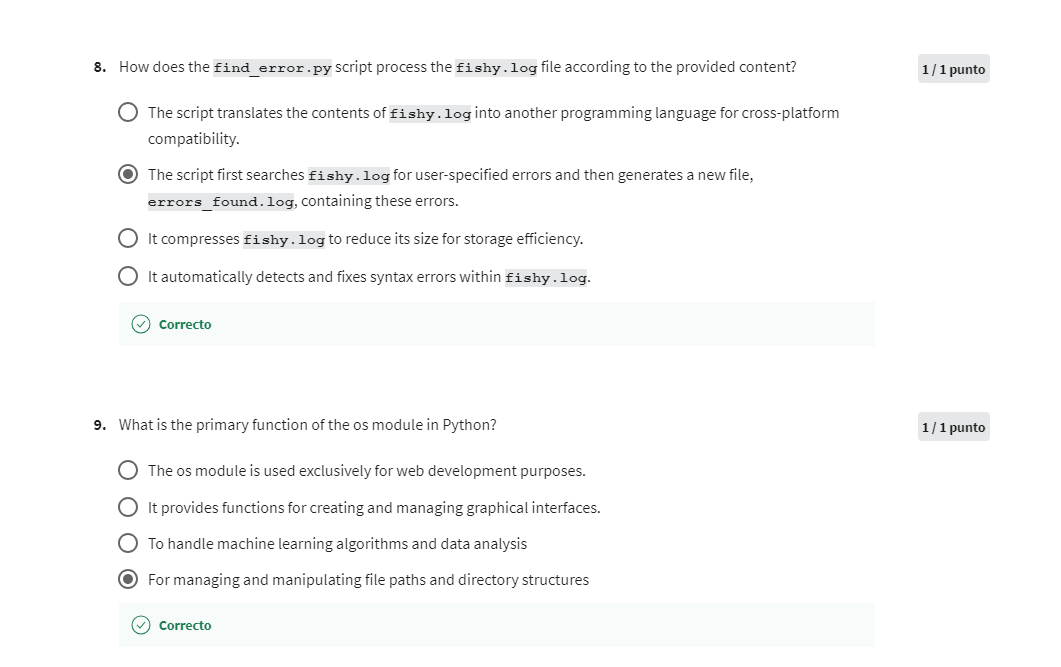 8. How does the find_error.py script process the fishy.log file according to the provided content?
1 / 1 punto
The script translates the contents of fishy.log into another programming language for cross-platform
compatibility.
The script first searches fishy.log for user-specified errors and then generates a new file,
errors_found.log, containing these errors.
It compresses fishy.log to reduce its size for storage efficiency.
It automatically detects and fixes syntax errors within fishy.log.
Correcto
9. What is the primary function of the os module in Python?
1 / 1 punto
The os module is used exclusively for web development purposes.
It provides functions for creating and managing graphical interfaces.
To handle machine learning algorithms and data analysis
For managing and manipulating file paths and directory structures
Correcto